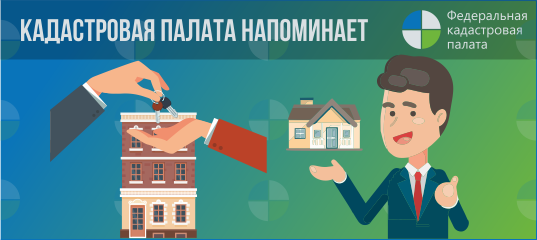 КАДАСТРОВАЯ ПАЛАТА НАПОМИНАЕТ
Федеральная
кадастровая
палата